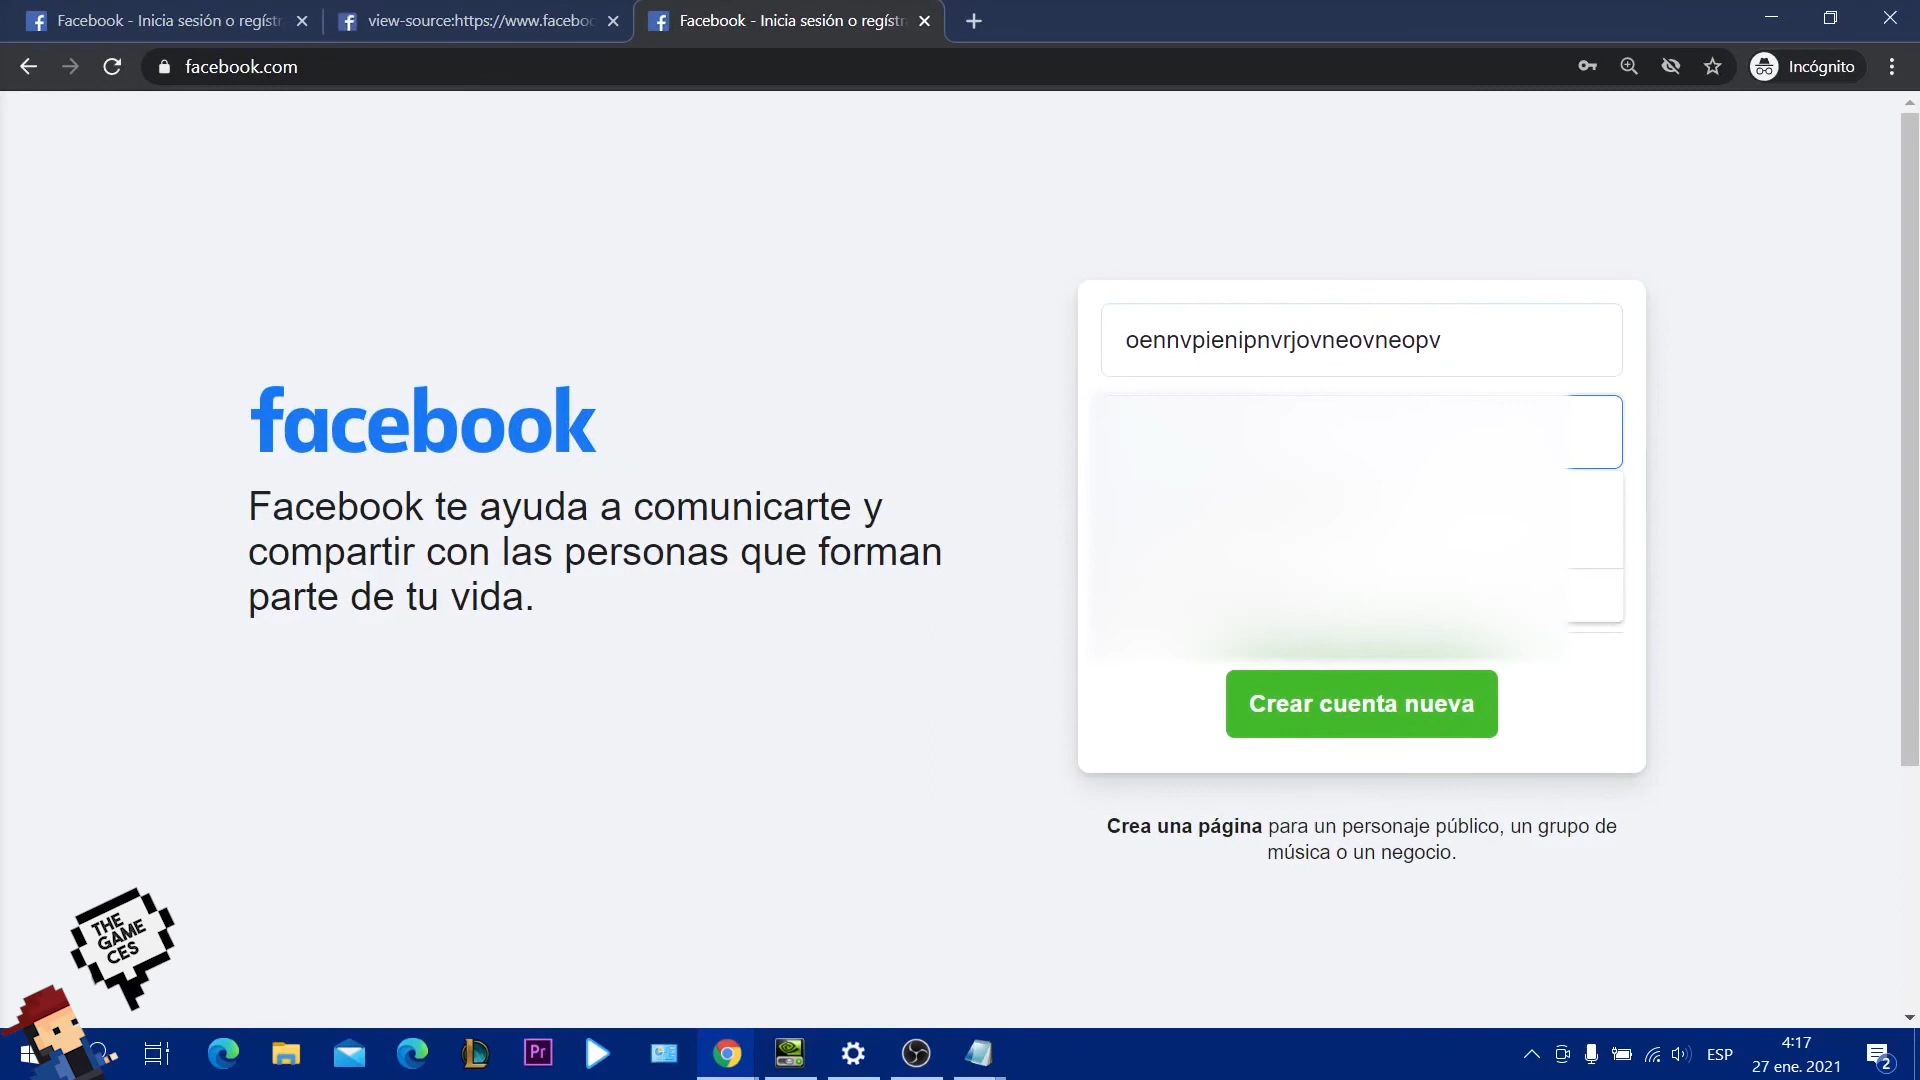 Facebook - Inicia sesión o regístr
view-source:https://www.faceboo
Facebook - Inicia sesión o regístr
facebook.com
Incógnito
oennvpienipnvrjovneovneopv
facebook
Facebook te ayuda a comunicarte y
compartir con las personas que forman
parte de tu vida.
Crear cuenta nueva
Crea una página para un personaje público, un grupo de
música o un negocio.
THE
GAME
CES
Pr
ESP
4:17
27 ene. 2021
2